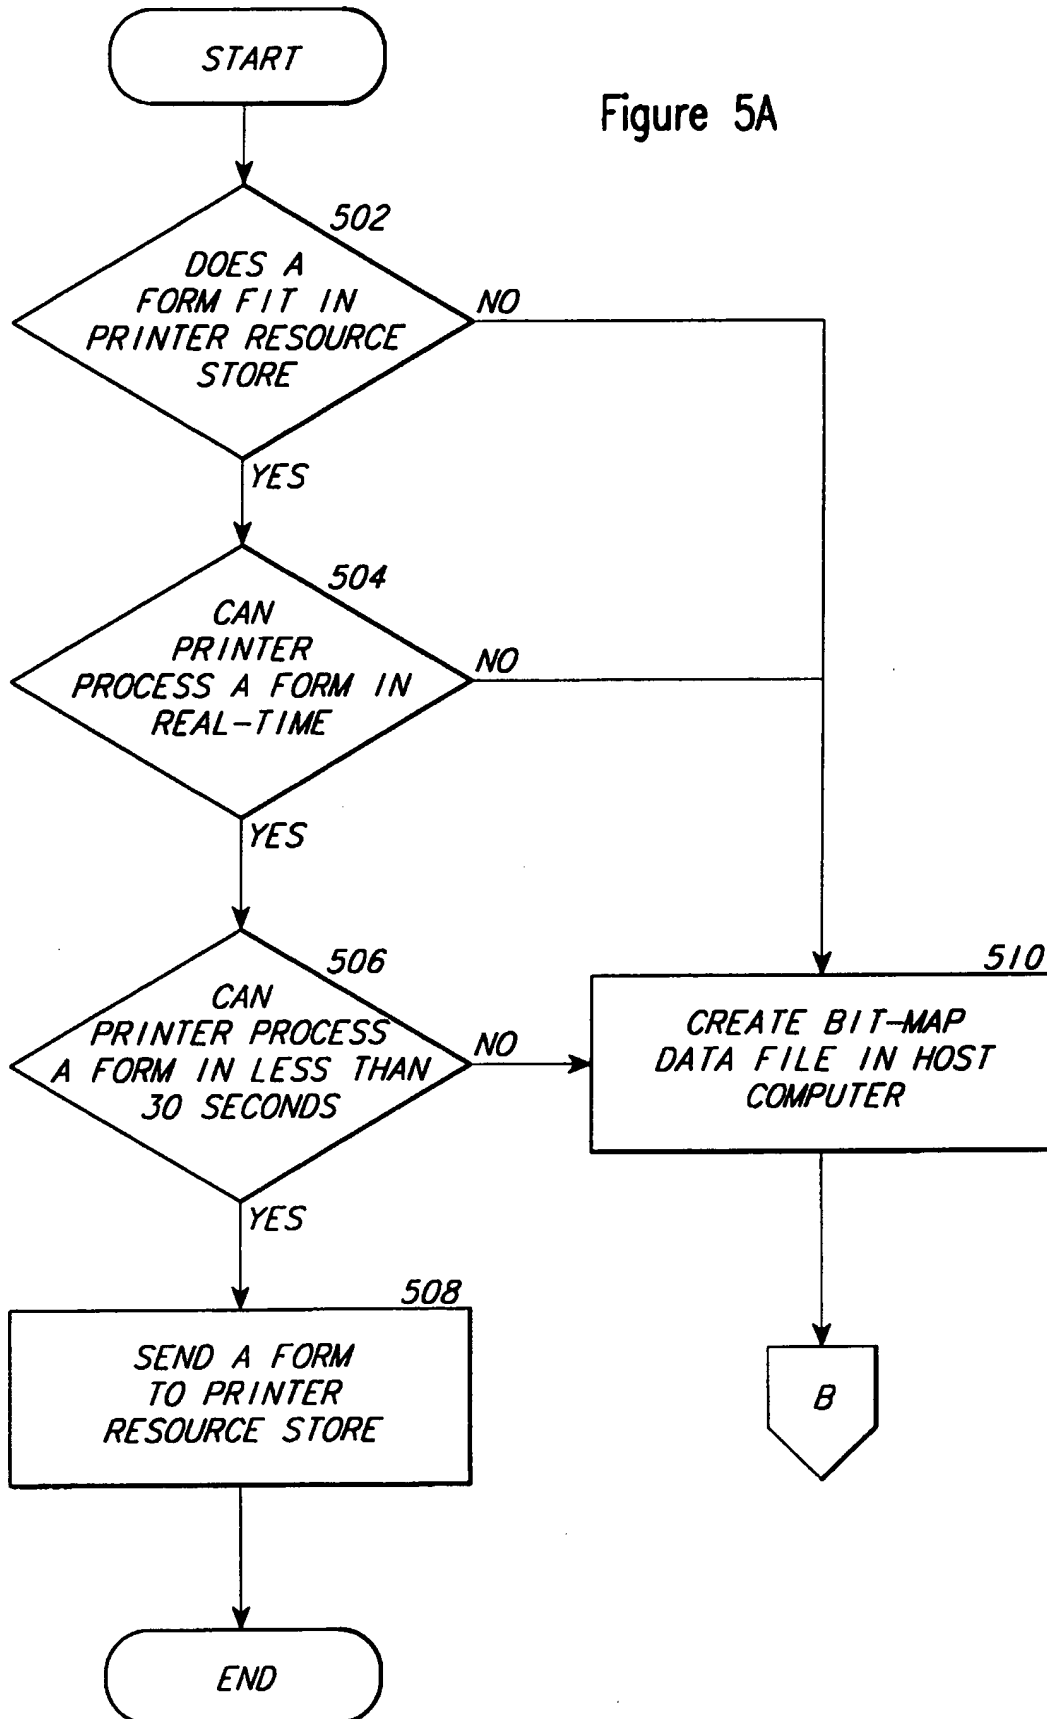 START
Figure 5A
502
DOES A
FORM FIT IN
PRINTER RESOURCE
STORE
NO
YES
504
CAN
PRINTER
PROCESS A FORM IN
REAL-TIME
NO
YES
506
CAN
PRINTER PROCESS
A FORM IN LESS THAN
30 SECONDS
NO
YES
510
CREATE BIT-MAP
DATA FILE IN HOST
COMPUTER
508
SEND A FORM
TO PRINTER
RESOURCE STORE
B
END